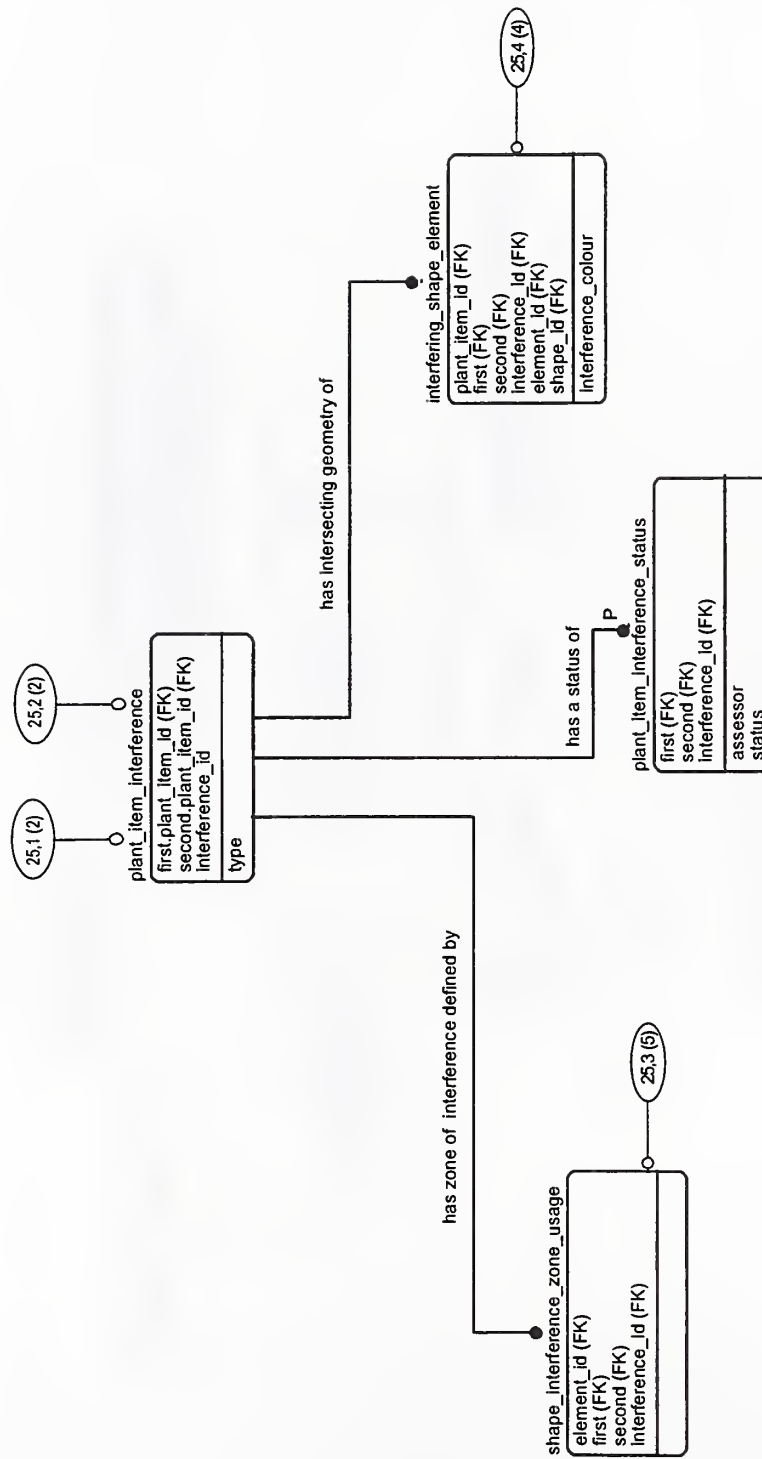 25,1 (2)
25,2 (2)
plant_item_interference
first.plant_item_id (FK)
second.plant_item_id (FK)
interference_id
type
has zone of interference defined by
has a status of
has intersecting geometry of
shape_interference_zone_usage
element_id (FK)
first (FK)
second (FK)
interference_id (FK)
25,3 (5)
P
plant_item_interference_status
first (FK)
second (FK)
interference_id (FK)
assessor
status
interfering_shape_element
plant_item_id (FK)
first (FK)
second (FK)
interference_id (FK)
element_id (FK)
shape_id (FK)
interference_colour
25,4 (4)